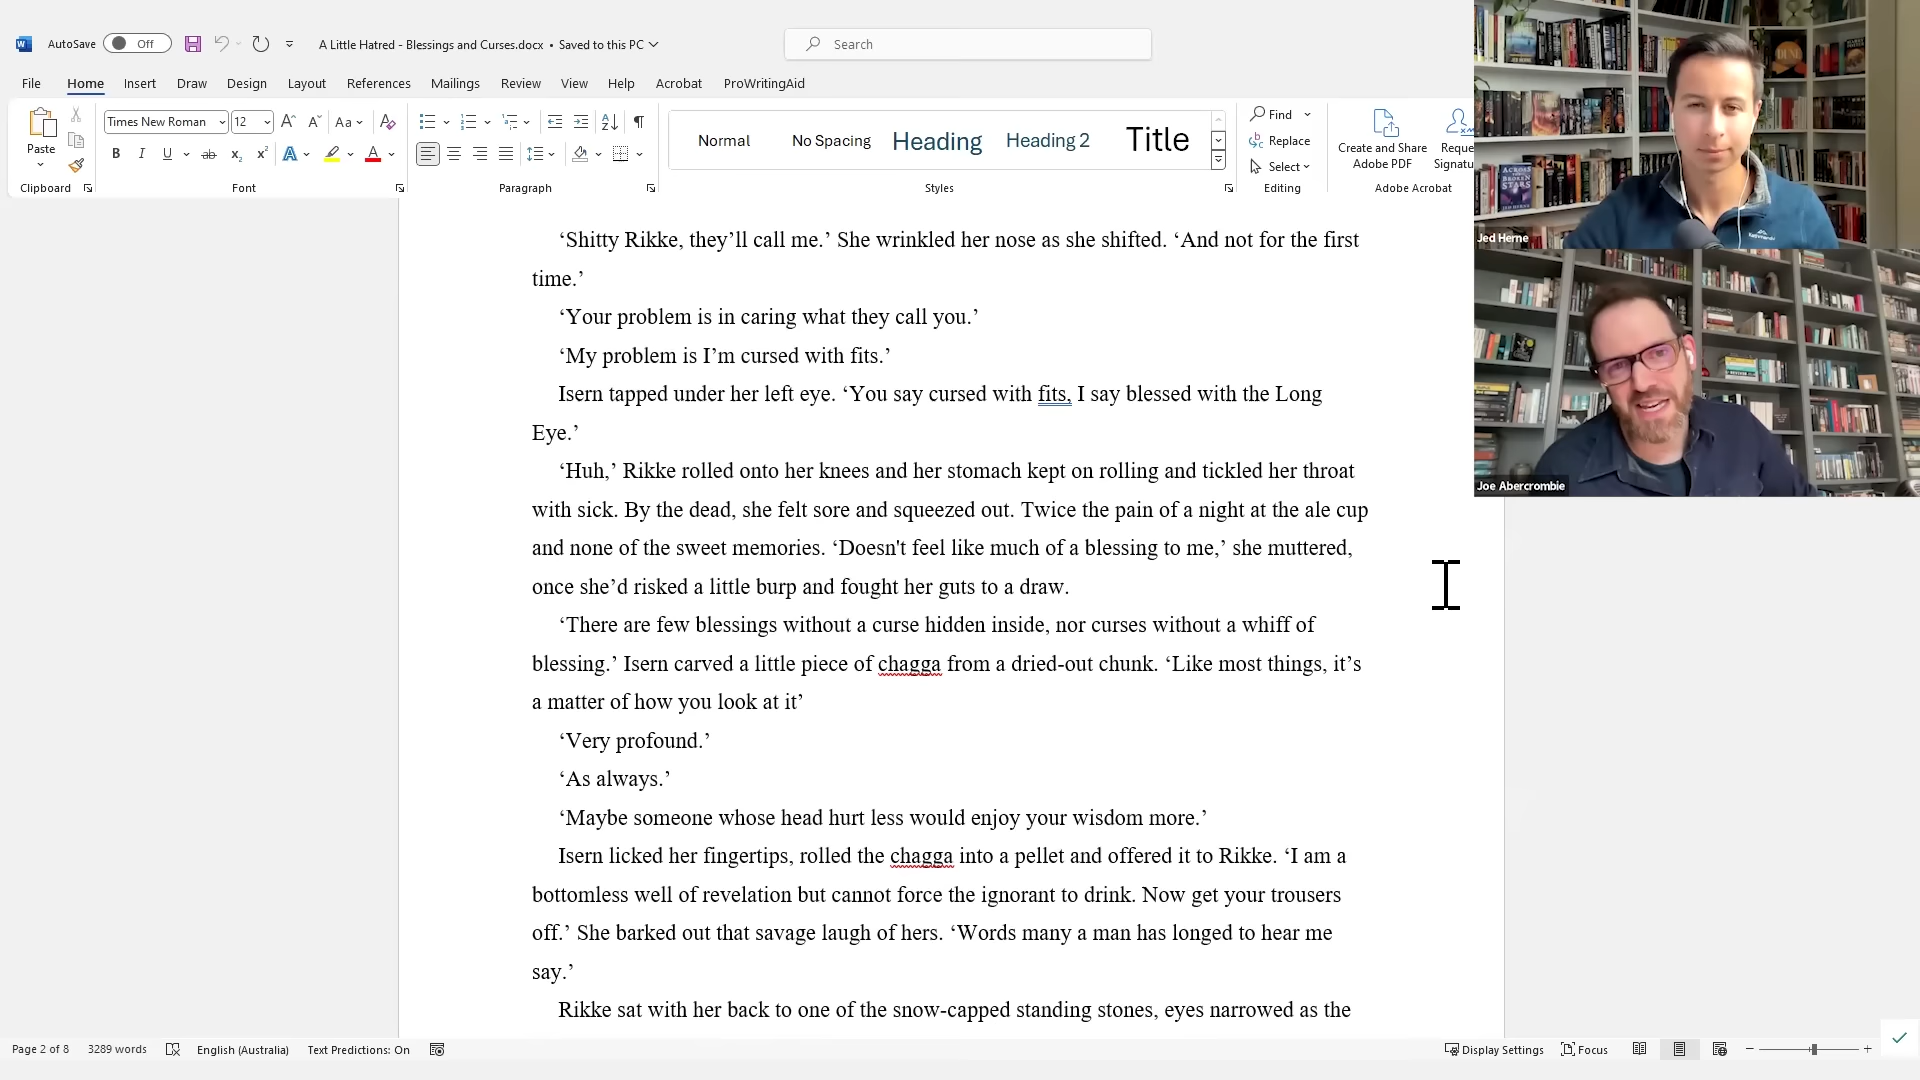 AutoSave Off A Little Hatred - Blessings and Curses.docx • Saved to this PC Search
File Home Insert Draw Design Layout References Mailings Review View Help Acrobat ProWritingAid
Times New Roman 12 Aa
Paste
B I U ab x₂ x² A A
Normal No Spacing Heading Heading 2 Title
Find
Replace
Select
Create and Share Adobe PDF
Clipboard Font Paragraph Styles Editing Adobe Acrobat
‘Shitty Rikke, they’ll call me.’ She wrinkled her nose as she shifted. ‘And not for the first
time.’
‘Your problem is in caring what they call you.’
‘My problem is I’m cursed with fits.’
Isern tapped under her left eye. ‘You say cursed with fits, I say blessed with the Long
Eye.’
‘Huh,’ Rikke rolled onto her knees and her stomach kept on rolling and tickled her throat
with sick. By the dead, she felt sore and squeezed out. Twice the pain of a night at the ale cup
and none of the sweet memories. ‘Doesn't feel like much of a blessing to me,’ she muttered,
once she’d risked a little burp and fought her guts to a draw.
‘There are few blessings without a curse hidden inside, nor curses without a whiff of
blessing.’ Isern carved a little piece of chagga from a dried-out chunk. ‘Like most things, it’s
a matter of how you look at it’
‘Very profound.’
‘As always.’
‘Maybe someone whose head hurt less would enjoy your wisdom more.’
Isern licked her fingertips, rolled the chagga into a pellet and offered it to Rikke. ‘I am a
bottomless well of revelation but cannot force the ignorant to drink. Now get your trousers
off.’ She barked out that savage laugh of hers. ‘Words many a man has longed to hear me
say.’
Rikke sat with her back to one of the snow-capped standing stones, eyes narrowed as the
Page 2 of 8 3289 words English (Australia) Text Predictions: On Display Settings Focus
ACROSS THE BROKEN STARS
JED HERNE
DUNE
Jed Herne
Joe Abercrombie